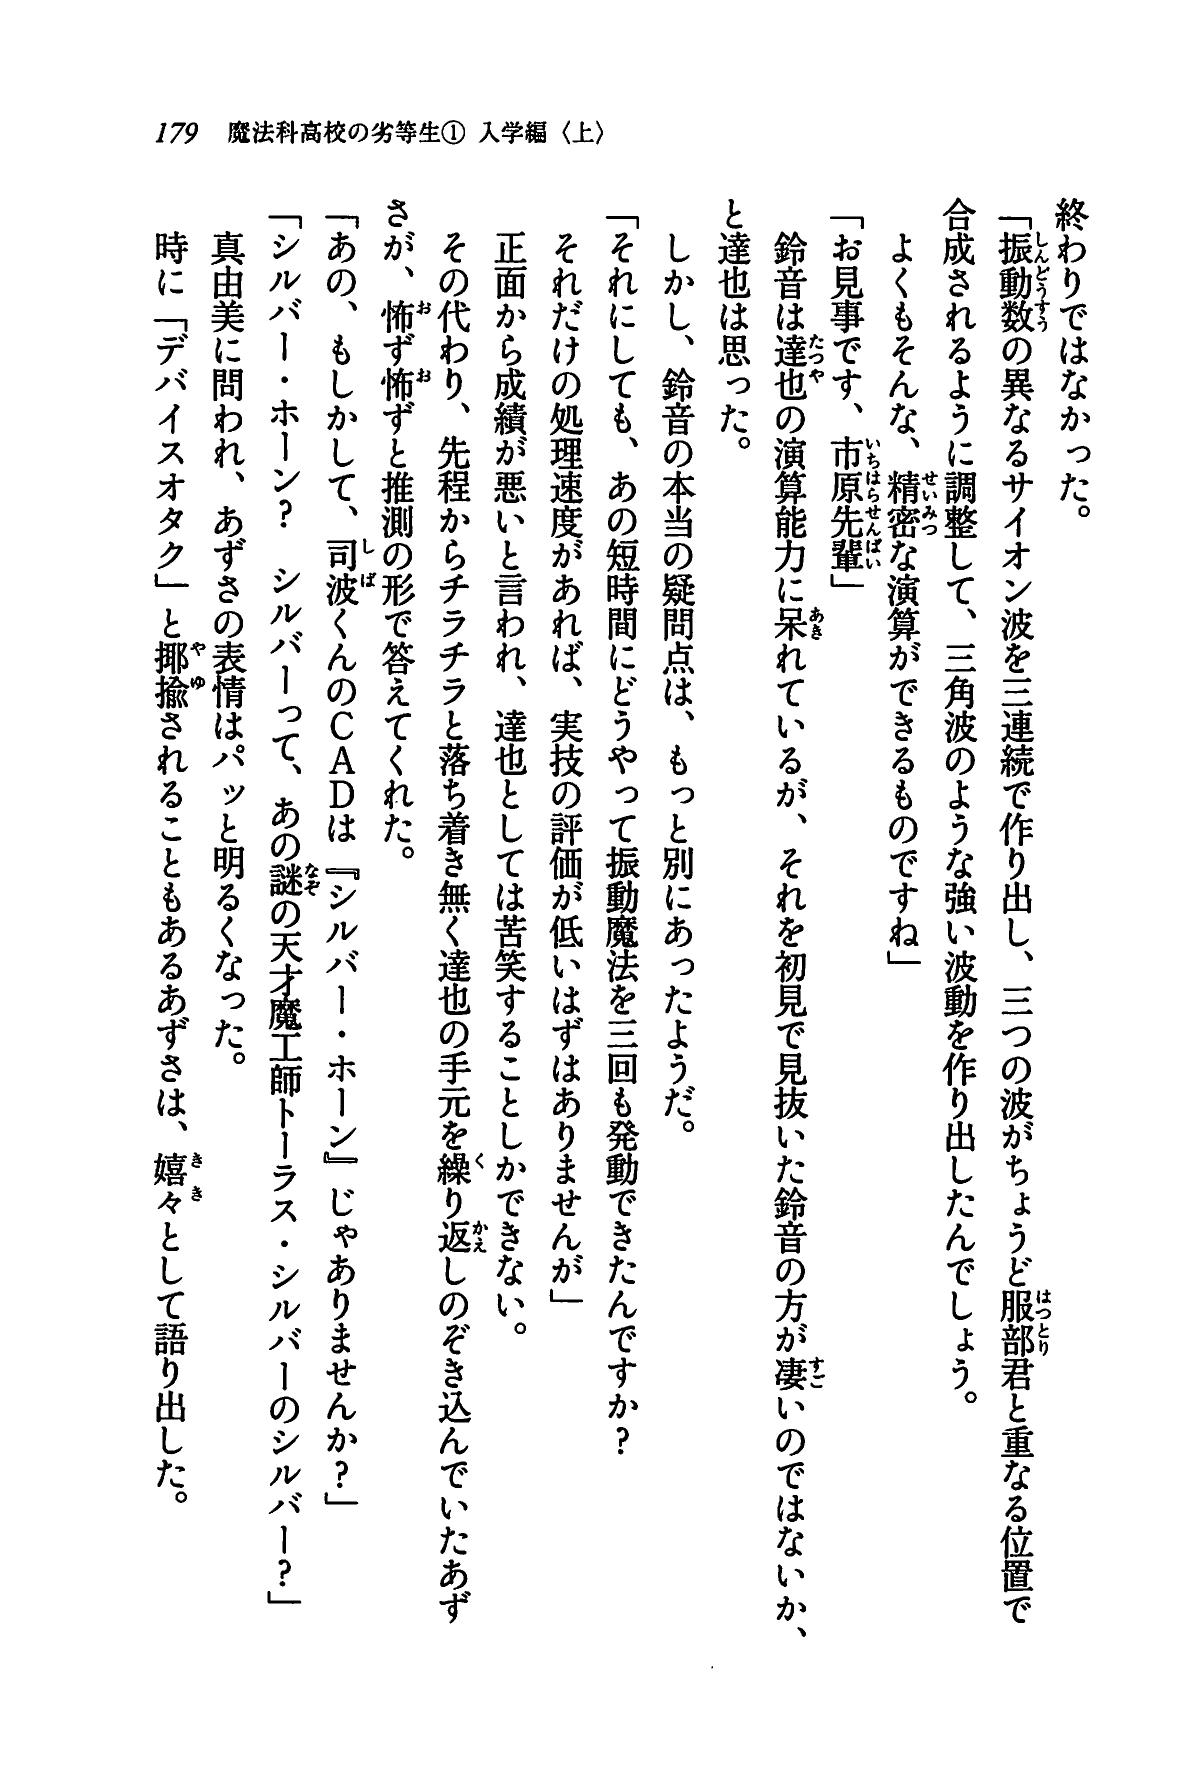 179　魔法科高校の劣等生① 入学編〈上〉
終わりではなかった。
「振動数の異なるサイオン波を三連続で作り出し、三つの波がちょうど服部君と重なる位置で
合成されるように調整して、三角波のような強い波動を作り出したんでしょう。
　よくもそんな、精密な演算ができるものですね」
「お見事です、市原先輩」
　鈴音は達也の演算能力に呆れているが、それを初見で見抜いた鈴音の方が凄いのではないか、
と達也は思った。
　しかし、鈴音の本当の疑問点は、もっと別にあったようだ。
「それにしても、あの短時間にどうやって振動魔法を三回も発動できたんですか？
　それだけの処理速度があれば、実技の評価が低いはずはありませんが」
　正面から成績が悪いと言われ、達也としては苦笑することしかできない。
　その代わり、先程からチラチラと落ち着き無く達也の手元を繰り返しのぞき込んでいたあず
さが、怖ず怖ずと推測の形で答えてくれた。
「あの、もしかして、司波くんのＣＡＤは『シルバー・ホーン』じゃありませんか？」
「シルバー・ホーン？　シルバーって、あの謎の天才魔工師トーラス・シルバーのシルバー？」
　真由美に問われ、あずさの表情はパッと明るくなった。
　時に「デバイスオタク」と揶揄されることもあるあずさは、嬉々として語り出した。